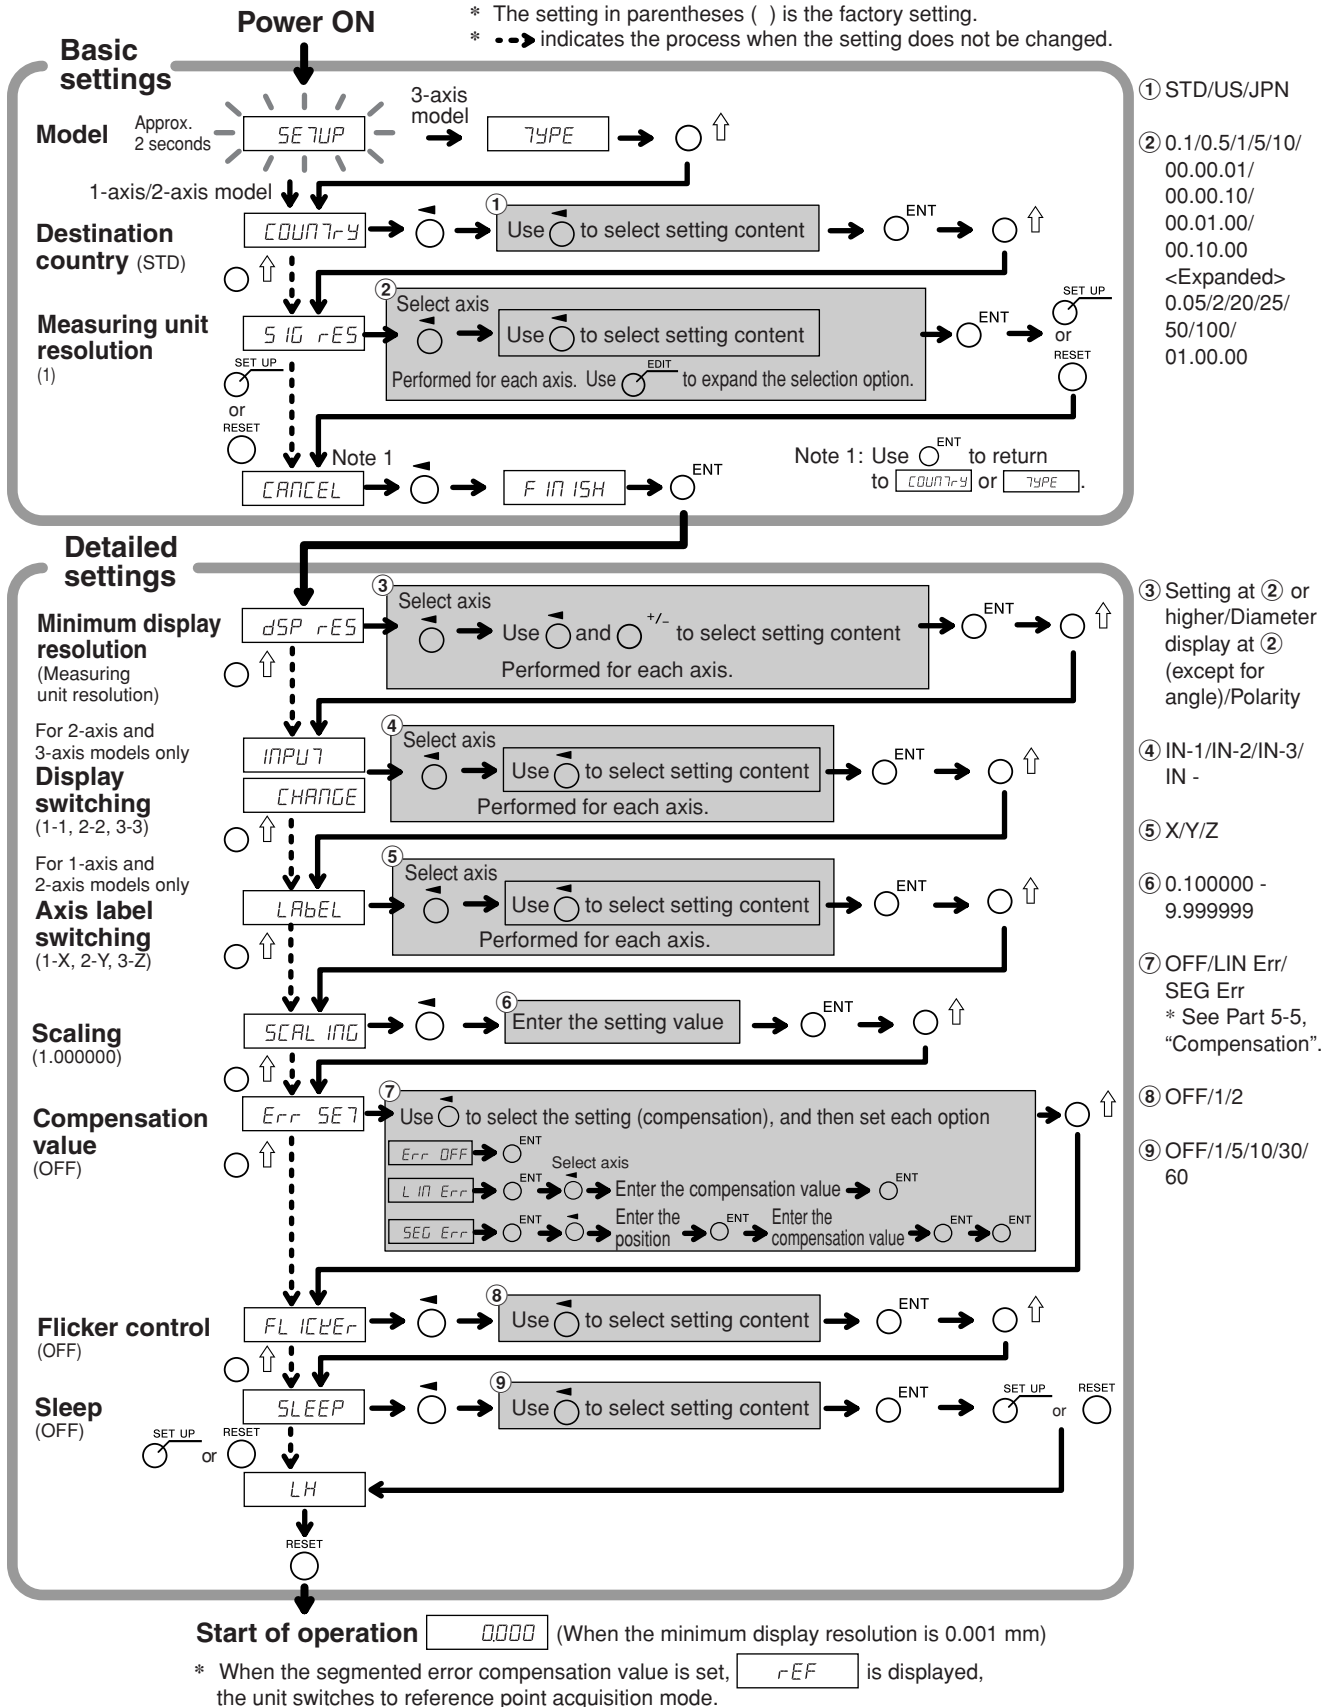 Power ON
* The setting in parentheses ( ) is the factory setting.
* indicates the process when the setting does not be changed.
Basic
settings
Model
Approx.
2 seconds
SETUP
3-axis
model
TYPE
1-axis/2-axis model
Destination
country (STD)
COUNTrY
① Use to select setting content
ENT
Measuring unit
resolution
(1)
SIG rES
② Select axis
Use to select setting content
Performed for each axis. Use EDIT to expand the selection option.
ENT
SET UP
or
RESET
SET UP
or
RESET
CANCEL
Note 1
FINISH
ENT
Note 1: Use ENT to return
to COUNTrY or TYPE .
① STD/US/JPN
② 0.1/0.5/1/5/10/
00.00.01/
00.00.10/
00.01.00/
00.10.00
<Expanded>
0.05/2/20/25/
50/100/
01.00.00
Detailed
settings
Minimum display
resolution
(Measuring
unit resolution)
dSP rES
③ Select axis
Use and +/- to select setting content
Performed for each axis.
ENT
For 2-axis and
3-axis models only
Display
switching
(1-1, 2-2, 3-3)
INPUT
CHANGE
④ Select axis
Use to select setting content
Performed for each axis.
ENT
For 1-axis and
2-axis models only
Axis label
switching
(1-X, 2-Y, 3-Z)
LAbEL
⑤ Select axis
Use to select setting content
Performed for each axis.
ENT
Scaling
(1.000000)
SCALING
⑥ Enter the setting value
ENT
Compensation
value
(OFF)
Err SET
⑦ Use to select the setting (compensation), and then set each option
Err OFF ENT
LIN Err ENT Select axis Enter the compensation value ENT
SEG Err ENT Enter the position ENT Enter the compensation value ENT ENT
Flicker control
(OFF)
FLICKEr
⑧ Use to select setting content
ENT
Sleep
(OFF)
SLEEP
⑨ Use to select setting content
ENT
SET UP or RESET
SET UP or RESET
LH
RESET
③ Setting at ② or
higher/Diameter
display at ②
(except for
angle)/Polarity
④ IN-1/IN-2/IN-3/
IN -
⑤ X/Y/Z
⑥ 0.100000 -
9.999999
⑦ OFF/LIN Err/
SEG Err
* See Part 5-5,
“Compensation”.
⑧ OFF/1/2
⑨ OFF/1/5/10/30/
60
Start of operation 0.000 (When the minimum display resolution is 0.001 mm)
* When the segmented error compensation value is set, rEF is displayed,
the unit switches to reference point acquisition mode.